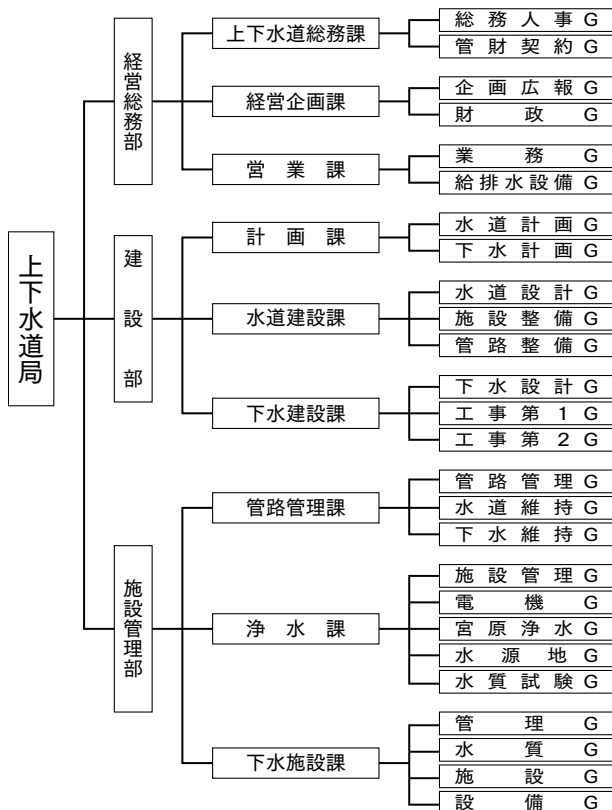 上下水道局
経営総務部
上下水道総務課
総務人事G
管財契約G
経営企画課
企画広報G
財政G
営業課
業務G
給排水設備G
建設部
計画課
水道計画G
下水計画G
水道建設課
水道設計G
施設整備G
管路整備G
下水建設課
下水設計G
工事第1G
工事第2G
施設管理部
管路管理課
管路管理G
水道維持G
下水維持G
浄水課
施設管理G
電機G
宮原浄水G
水源地G
水質試験G
下水施設課
管理G
水質G
施設G
設備G